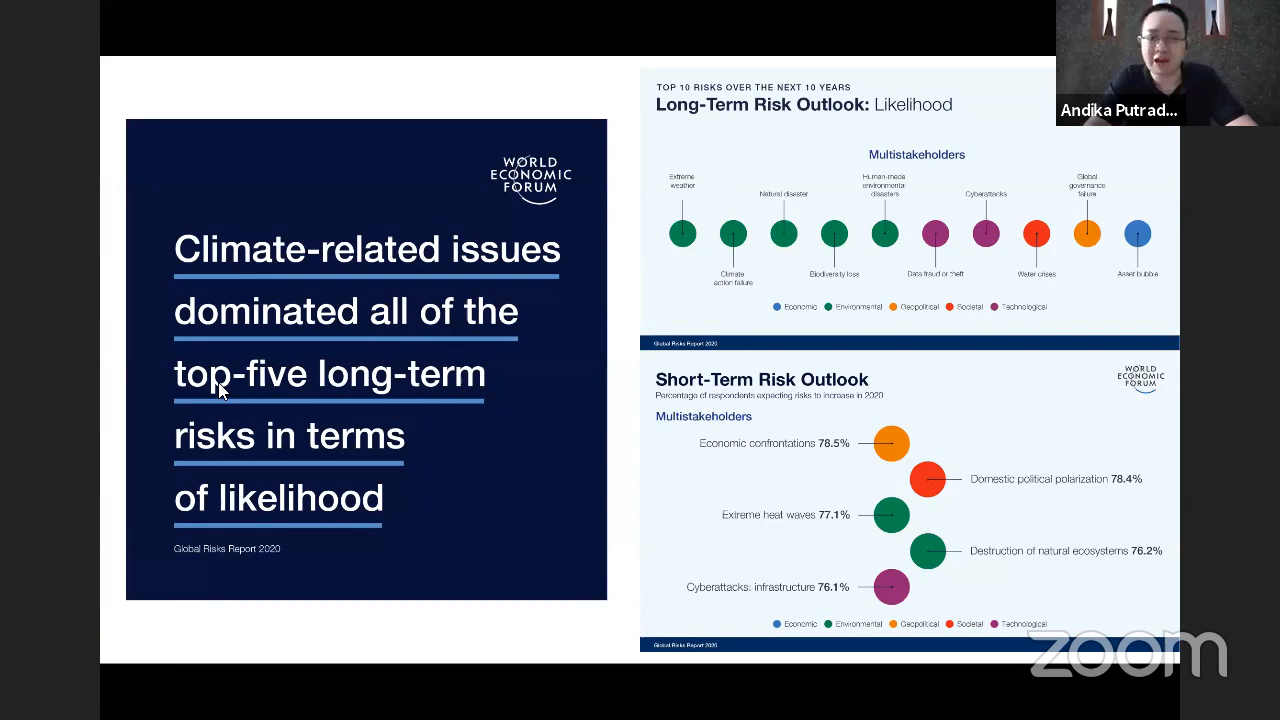 WORLD
ECONOMIC
FORUM
Climate-related issues
dominated all of the
top-five long-term
risks in terms
of likelihood
Global Risks Report 2020
TOP 10 RISKS OVER THE NEXT 10 YEARS
Long-Term Risk Outlook: Likelihood
Multistakeholders
Extreme
weather
Natural disaster
Human-made
environmental
disasters
Cyberattacks
Global
governance
failure
Climate
action failure
Biodiversity loss
Data fraud or theft
Water crises
Asset bubble
Economic Environmental Geopolitical Societal Technological
Global Risks Report 2020
Short-Term Risk Outlook
Percentage of respondents expecting risks to increase in 2020
WORLD
ECONOMIC
FORUM
Multistakeholders
Economic confrontations 78.5%
Domestic political polarization 78.4%
Extreme heat waves 77.1%
Destruction of natural ecosystems 76.2%
Cyberattacks: infrastructure 76.1%
Economic Environmental Geopolitical Societal Technological
Global Risks Report 2020
Andika Putrad...
zoom